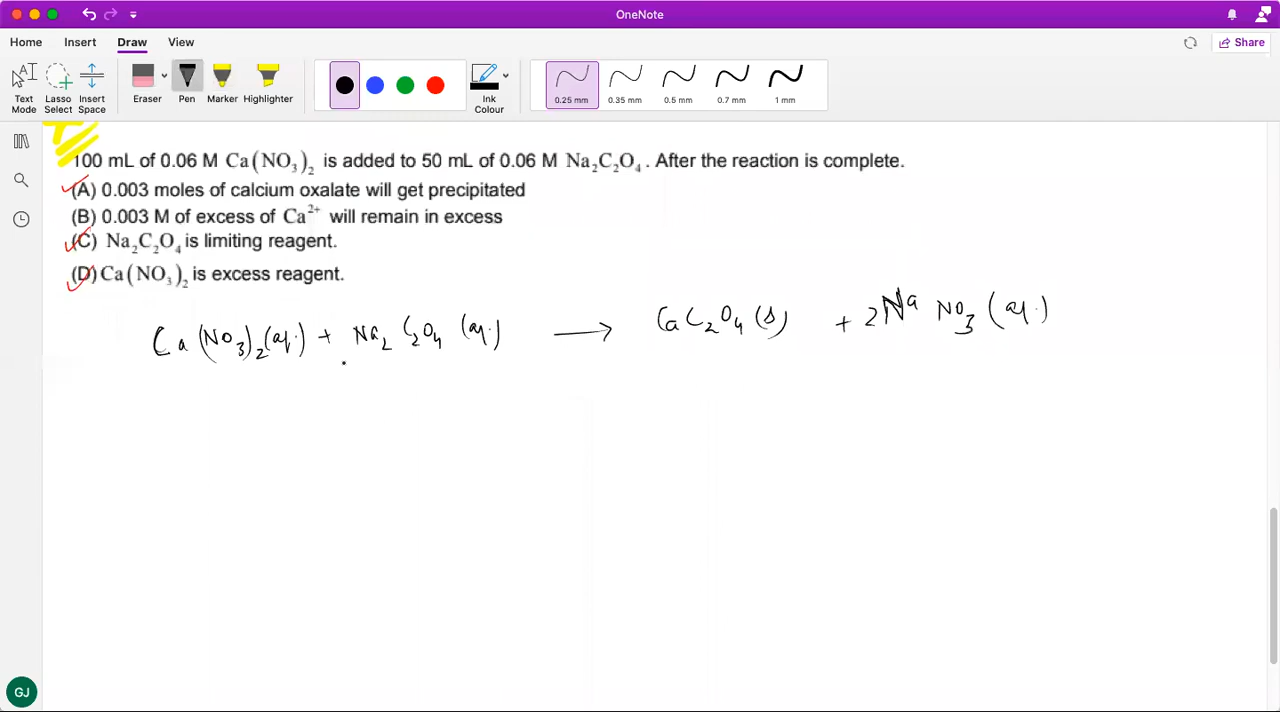 OneNote
Home Insert Draw View Share
Text Mode Lasso Select Insert Space Eraser Pen Marker Highlighter 0.25 mm 0.35 mm 0.5 mm 0.7 mm 1 mm Ink Colour
100 mL of 0.06 M Ca(NO₃)₂ is added to 50 mL of 0.06 M Na₂C₂O₄. After the reaction is complete.
(A) 0.003 moles of calcium oxalate will get precipitated
(B) 0.003 M of excess of Ca²⁺ will remain in excess
(C) Na₂C₂O₄ is limiting reagent.
(D) Ca(NO₃)₂ is excess reagent.
Ca(NO₃)₂(aq.) + Na₂C₂O₄(aq.) ⟶ CaC₂O₄(s) + 2NaNO₃(aq.)
GJ